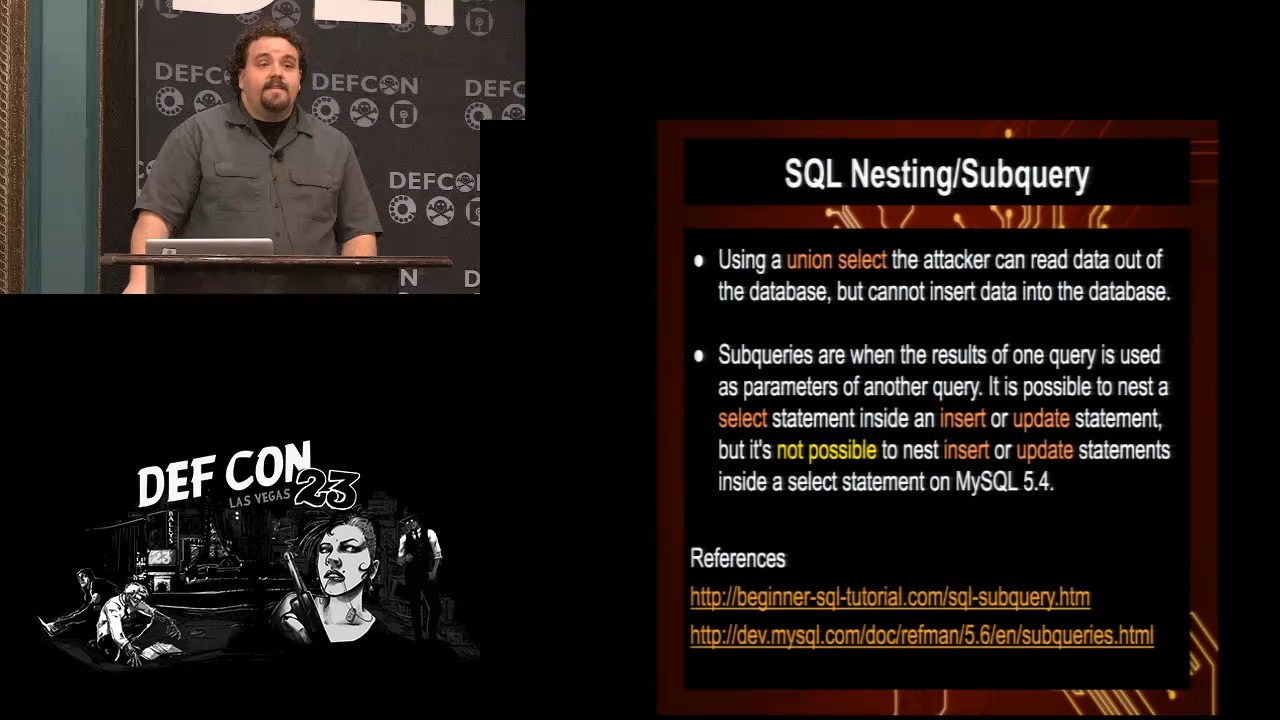 DEF
DEFCON
DEFCON
DEFC
DEFCON
DEFCON
N
D
DEF CON
LAS VEGAS 23
BALLY'S
SQL Nesting/Subquery
● Using a union select the attacker can read data out of
the database, but cannot insert data into the database.
● Subqueries are when the results of one query is used
as parameters of another query. It is possible to nest a
select statement inside an insert or update statement,
but it's not possible to nest insert or update statements
inside a select statement on MySQL 5.4.
References
http://beginner-sql-tutorial.com/sql-subquery.htm
http://dev.mysql.com/doc/refman/5.6/en/subqueries.html